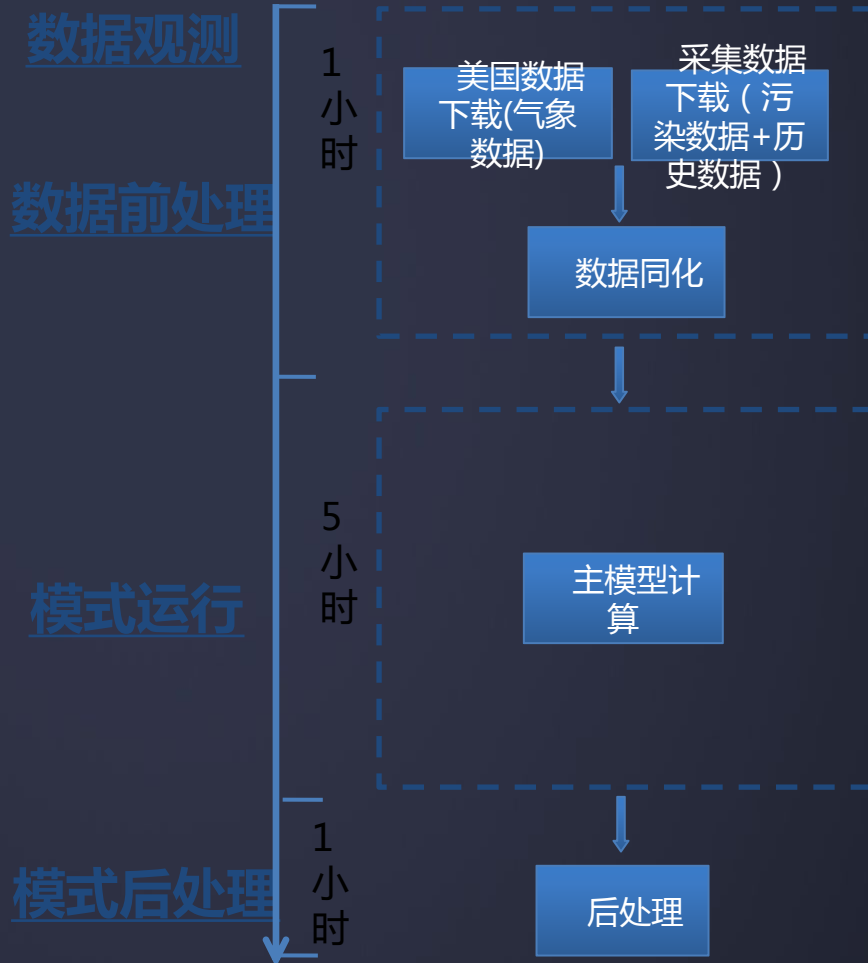 数据观测
1
小
时
美国数据
下载(气象
数据)
采集数据
下载（污
染数据+历
史数据）
数据前处理
数据同化
5
小
时
模式运行
主模型计
算
1
小
时
模式后处理
后处理